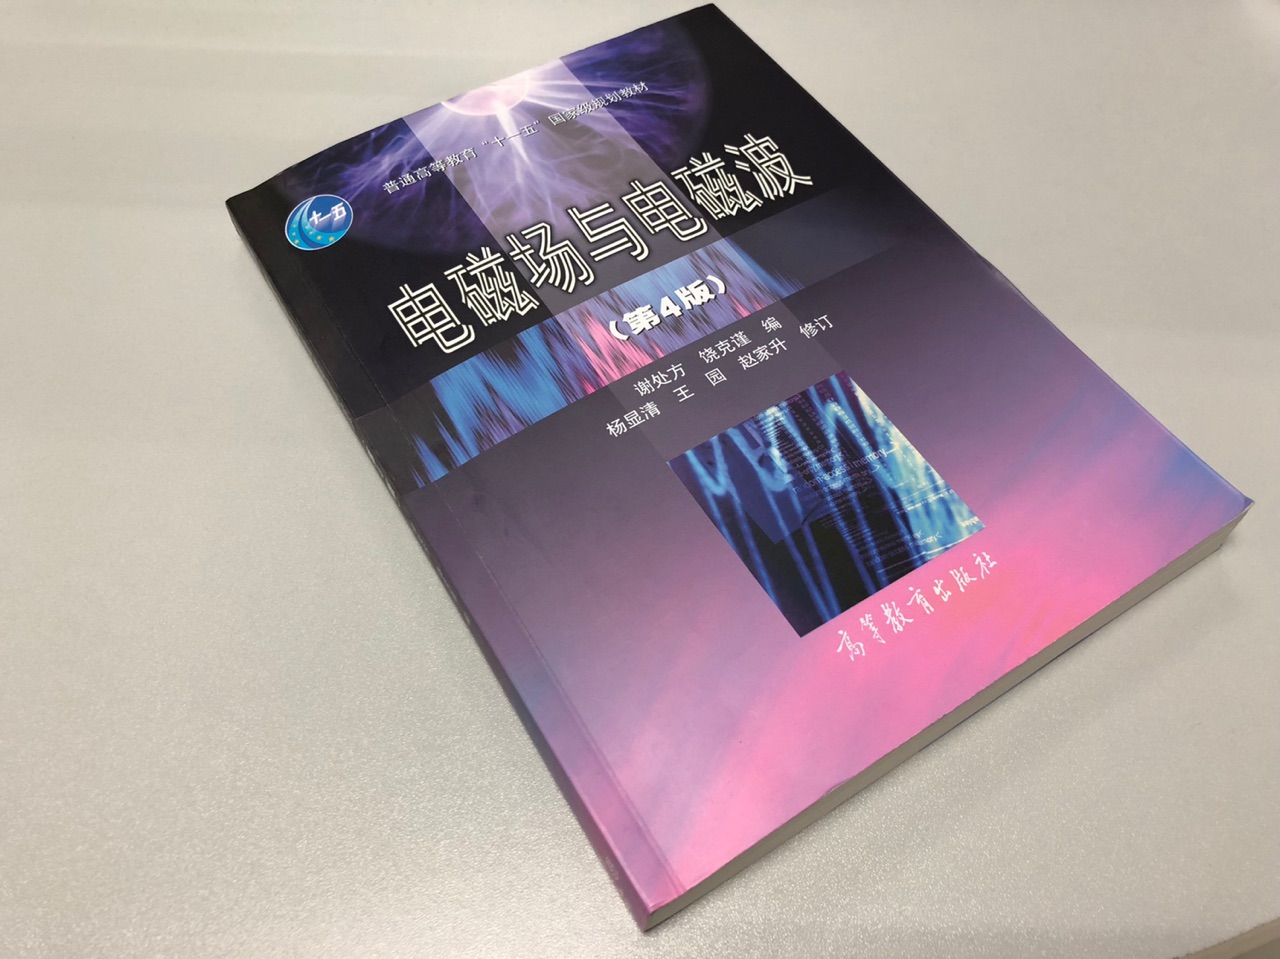 普通高等教育“十一五”国家级规划教材
十一五
电磁场与电磁波
（第4版）
谢处方 饶克谨 编
杨显清 王园 赵家升 修订
高等教育出版社